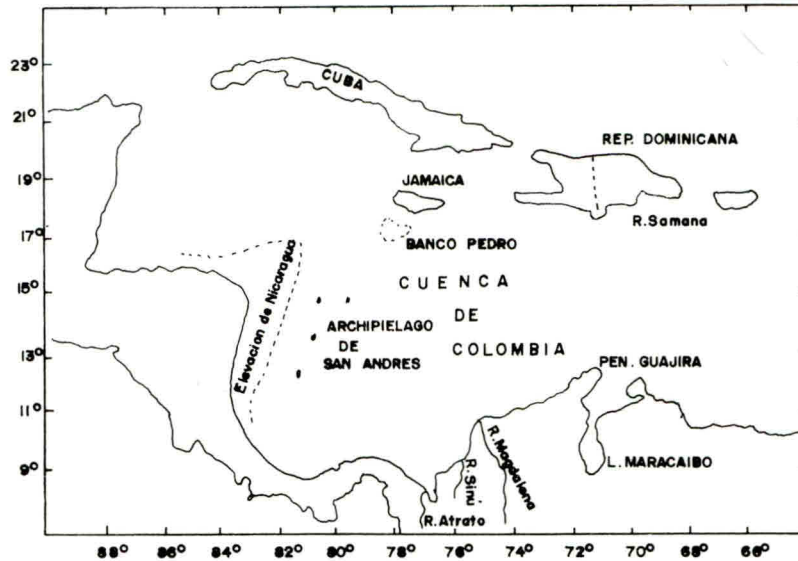 23°
21°
19°
17°
15°
13°
11°
9°
CUBA
REP. DOMINICANA
JAMAICA
R. Samana
BANCO PEDRO
Elevacion de Nicaragua
CUENCA
DE
COLOMBIA
ARCHIPIELAGO
DE
SAN ANDRES
PEN. GUAJIRA
L. MARACAIBO
R. Magdalena
R. Sinu
R. Atrato
88° 86° 82° 80° 78° 76° 74° 72° 70° 68° 66°